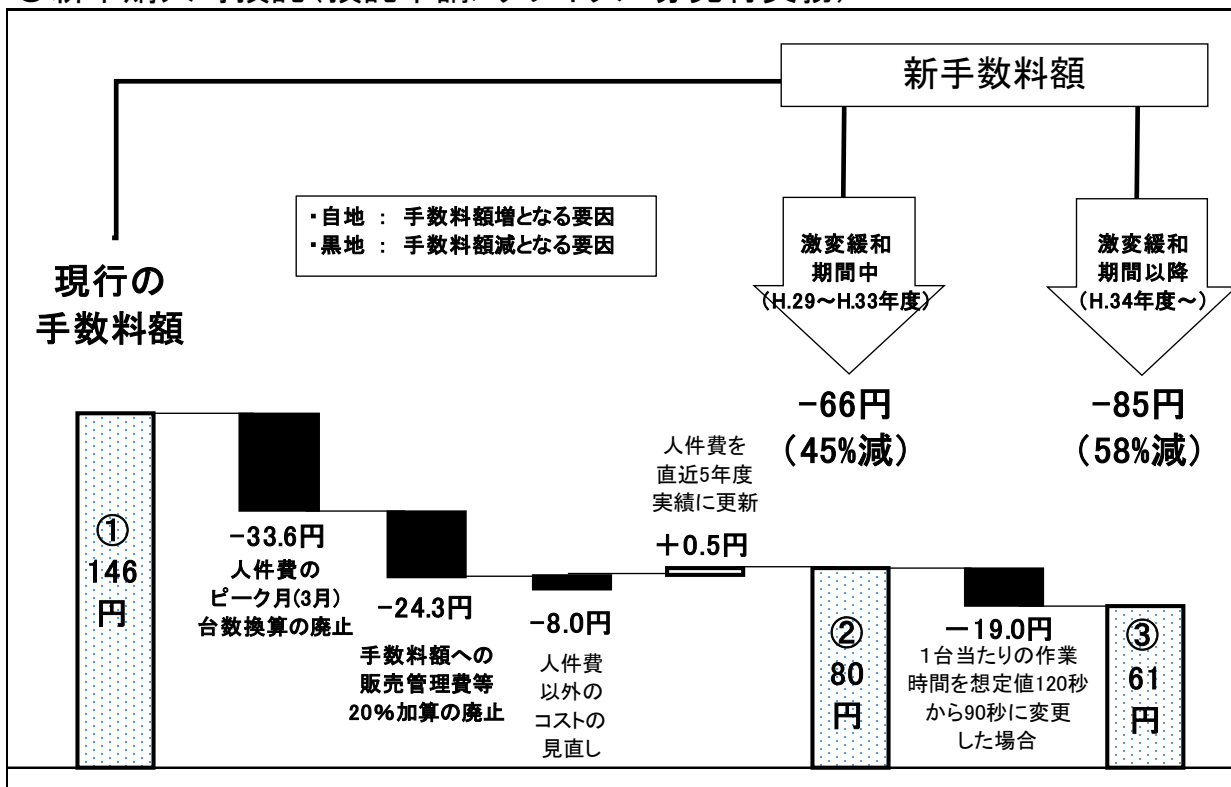 新手数料額
・自地 ： 手数料額増となる要因
・黒地 ： 手数料額減となる要因
激変緩和
期間中
（H.29～H.33年度）
激変緩和
期間以降
（H.34年度～）
現行の
手数料額
-66円
（45%減）
-85円
（58%減）
①
146
円
-33.6円
人件費の
ピーク月(3月)
台数換算の廃止
-24.3円
手数料額への
販売管理費等
20%加算の廃止
-8.0円
人件費
以外の
コストの
見直し
人件費を
直近5年度
実績に更新
＋0.5円
②
80
円
－19.0円
1台当たりの作業
時間を想定値120秒
から90秒に変更
した場合
③
61
円